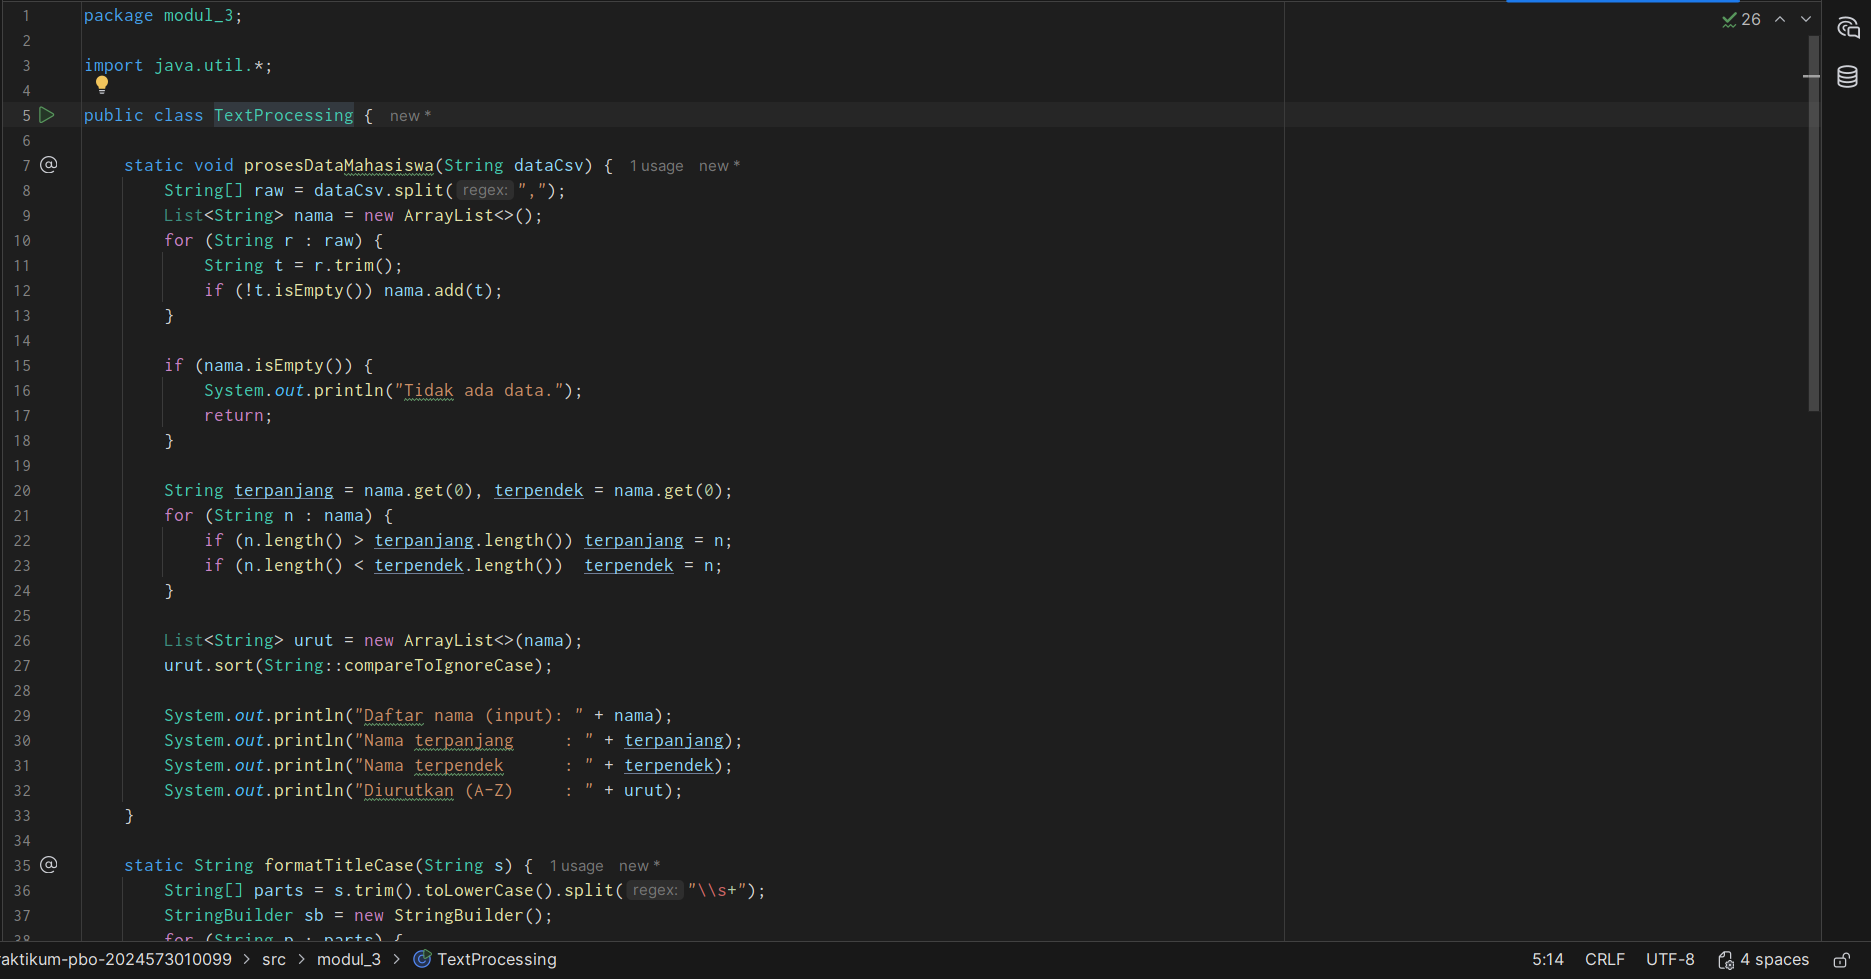 26
1 package modul_3;
2
3 import java.util.*;
4
5 public class TextProcessing { new *
6
7 @ static void prosesDataMahasiswa(String dataCsv) { 1 usage new *
8 String[] raw = dataCsv.split( regex: ",");
9 List<String> nama = new ArrayList<>();
10 for (String r : raw) {
11 String t = r.trim();
12 if (!t.isEmpty()) nama.add(t);
13 }
14
15 if (nama.isEmpty()) {
16 System.out.println("Tidak ada data.");
17 return;
18 }
19
20 String terpanjang = nama.get(0), terpendek = nama.get(0);
21 for (String n : nama) {
22 if (n.length() > terpanjang.length()) terpanjang = n;
23 if (n.length() < terpendek.length())  terpendek = n;
24 }
25
26 List<String> urut = new ArrayList<>(nama);
27 urut.sort(String::compareToIgnoreCase);
28
29 System.out.println("Daftar nama (input): " + nama);
30 System.out.println("Nama terpanjang     : " + terpanjang);
31 System.out.println("Nama terpendek      : " + terpendek);
32 System.out.println("Diurutkan (A-Z)     : " + urut);
33 }
34
35 @ static String formatTitleCase(String s) { 1 usage new *
36 String[] parts = s.trim().toLowerCase().split( regex: "\\s+");
37 StringBuilder sb = new StringBuilder();
38 for (String p : parts) {
aktikum-pbo-2024573010099 > src > modul_3 > TextProcessing 5:14 CRLF UTF-8 4 spaces